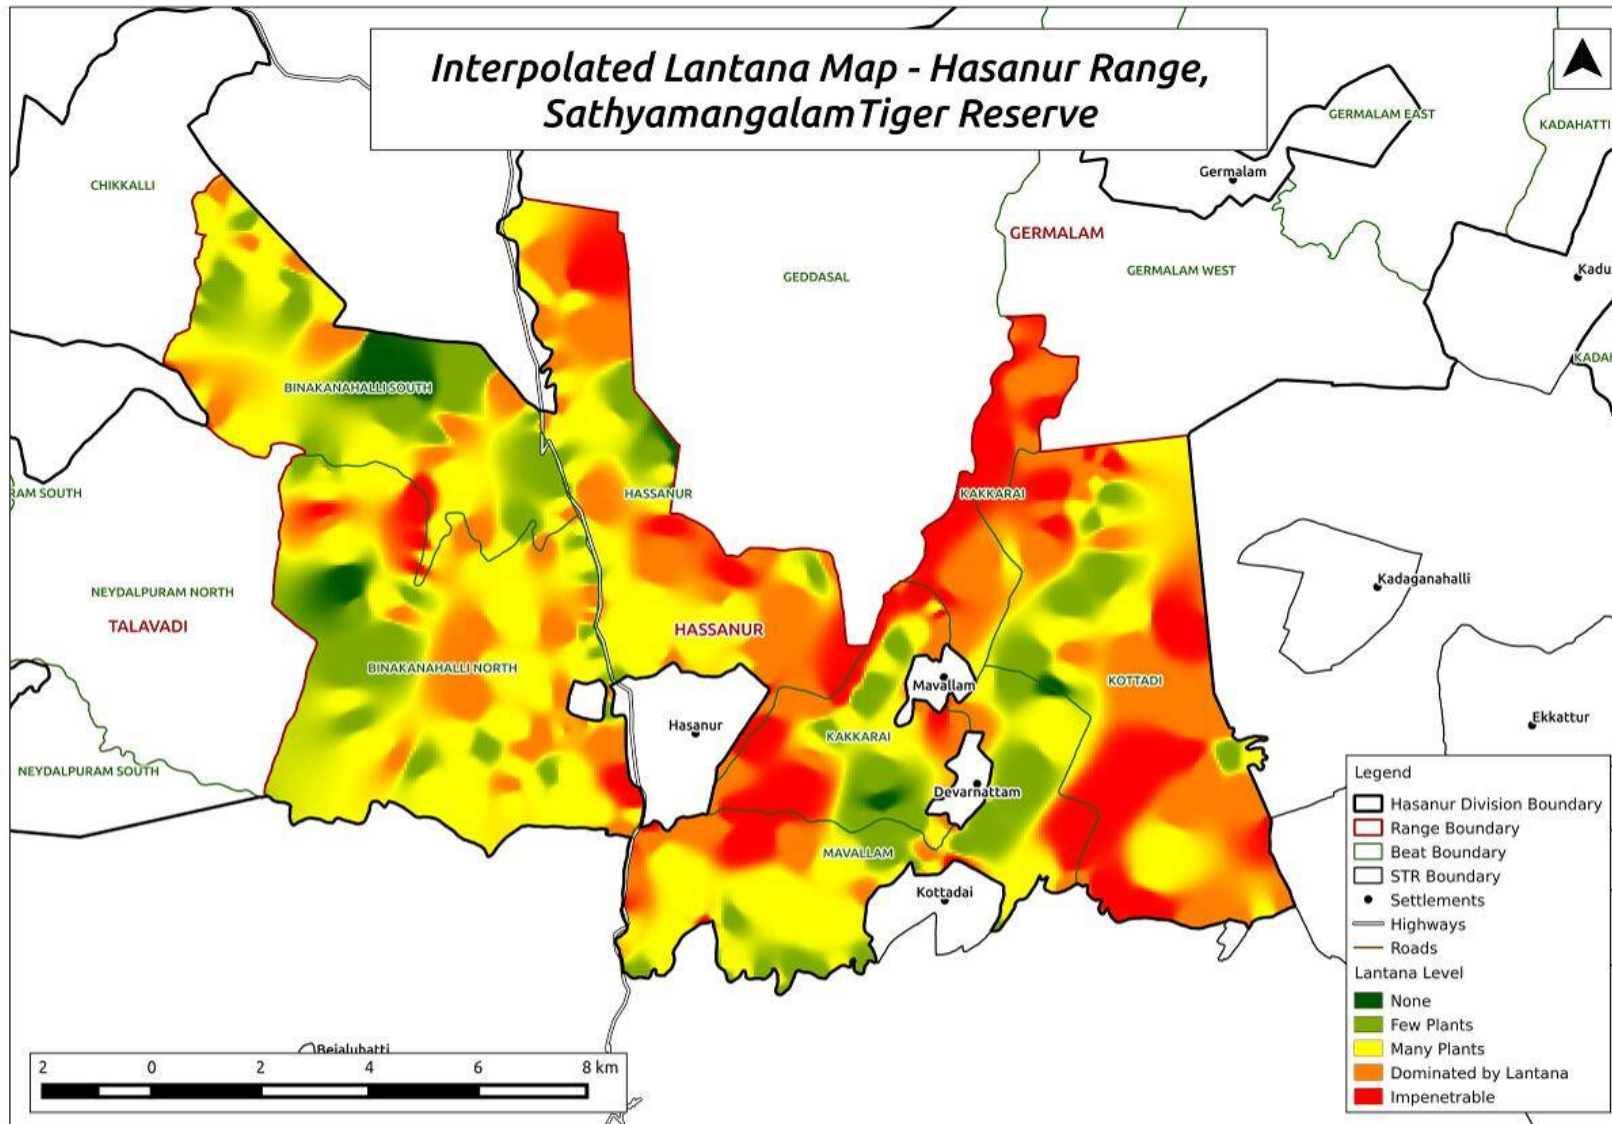 Interpolated Lantana Map - Hasanur Range,
SathyamangalamTiger Reserve
GERMALAM EAST
KADAHATTI
Germalam
CHIKKALLI
GERMALAM
GERMALAM WEST
Kadu
GEDDASAL
KADAH
BINAKANAHALLI SOUTH
RAM SOUTH
HASSANUR
KAKKARAI
Kadaganahalli
NEYDALPURAM NORTH
TALAVADI
HASSANUR
BINAKANAHALLI NORTH
Mavallam
KOTTADI
Hasanur
KAKKARAI
Ekkattur
NEYDALPURAM SOUTH
Devarnattam
MAVALLAM
Kottadai
Bejaluhatti
2 0 2 4 6 8 km
Legend
Hasanur Division Boundary
Range Boundary
Beat Boundary
STR Boundary
Settlements
Highways
Roads
Lantana Level
None
Few Plants
Many Plants
Dominated by Lantana
Impenetrable